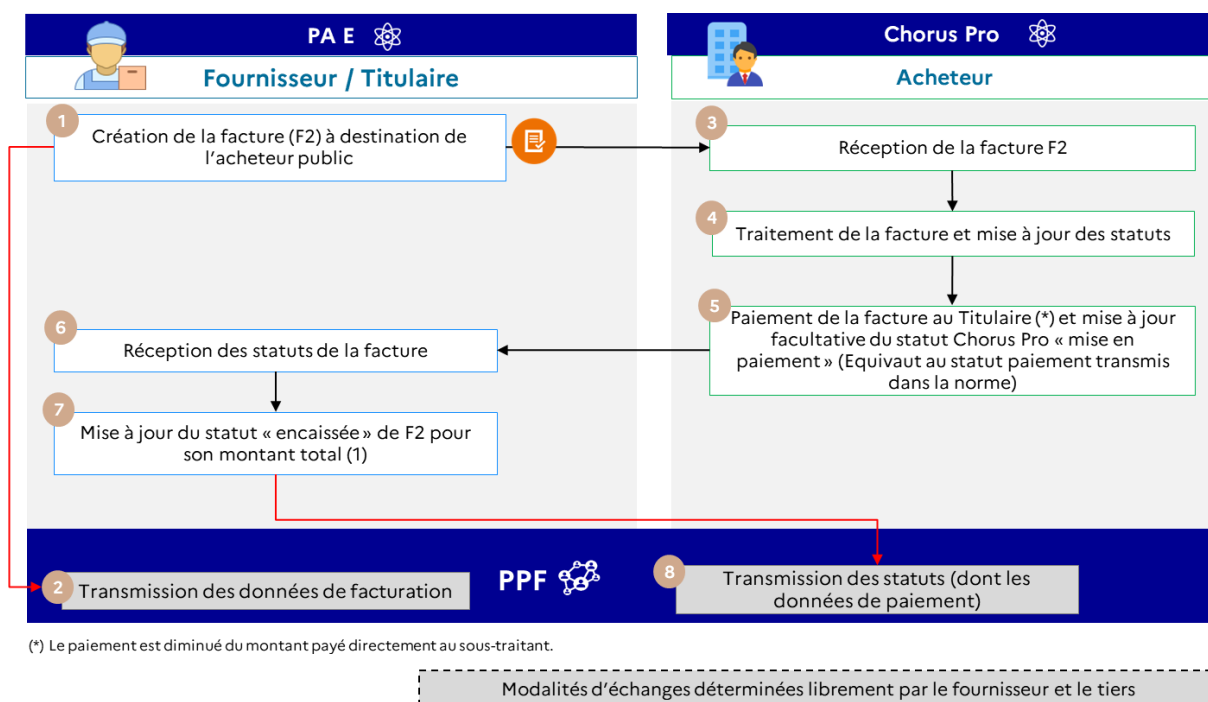 PA E
Fournisseur / Titulaire
Chorus Pro
Acheteur
1
Création de la facture (F2) à destination de
l'acheteur public
3
Réception de la facture F2
4
Traitement de la facture et mise à jour des statuts
5
Paiement de la facture au Titulaire (*) et mise à jour
facultative du statut Chorus Pro « mise en
paiement » (Equivaut au statut paiement transmis
dans la norme)
6
Réception des statuts de la facture
7
Mise à jour du statut « encaissée » de F2 pour
son montant total (1)
2
Transmission des données de facturation
PPF
8
Transmission des statuts (dont les
données de paiement)
(*) Le paiement est diminué du montant payé directement au sous-traitant.
Modalités d'échanges déterminées librement par le fournisseur et le tiers